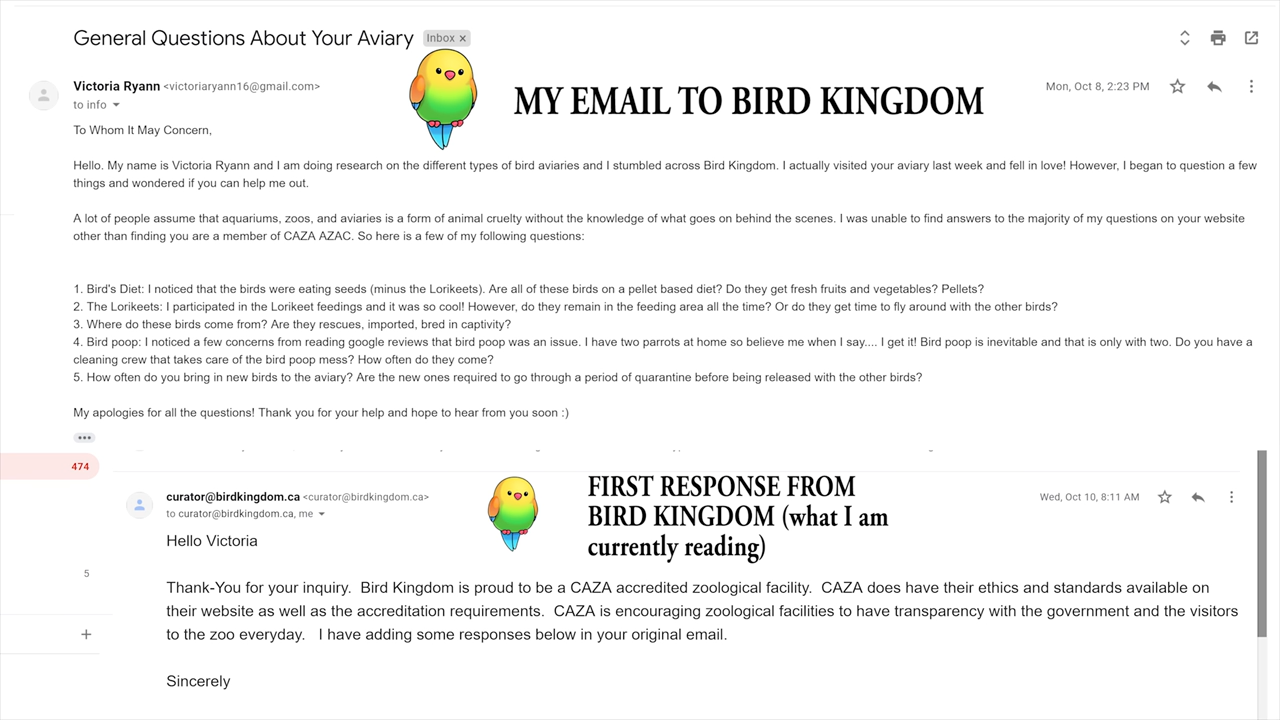 General Questions About Your Aviary Inbox ×
Victoria Ryann <victoriaryann16@gmail.com>
to info
Mon, Oct 8, 2:23 PM
MY EMAIL TO BIRD KINGDOM
To Whom It May Concern,
Hello. My name is Victoria Ryann and I am doing research on the different types of bird aviaries and I stumbled across Bird Kingdom. I actually visited your aviary last week and fell in love! However, I began to question a few
things and wondered if you can help me out.
A lot of people assume that aquariums, zoos, and aviaries is a form of animal cruelty without the knowledge of what goes on behind the scenes. I was unable to find answers to the majority of my questions on your website
other than finding you are a member of CAZA AZAC. So here is a few of my following questions:
1. Bird's Diet: I noticed that the birds were eating seeds (minus the Lorikeets). Are all of these birds on a pellet based diet? Do they get fresh fruits and vegetables? Pellets?
2. The Lorikeets: I participated in the Lorikeet feedings and it was so cool! However, do they remain in the feeding area all the time? Or do they get time to fly around with the other birds?
3. Where do these birds come from? Are they rescues, imported, bred in captivity?
4. Bird poop: I noticed a few concerns from reading google reviews that bird poop was an issue. I have two parrots at home so believe me when I say.... I get it! Bird poop is inevitable and that is only with two. Do you have a
cleaning crew that takes care of the bird poop mess? How often do they come?
5. How often do you bring in new birds to the aviary? Are the new ones required to go through a period of quarantine before being released with the other birds?
My apologies for all the questions! Thank you for your help and hope to hear from you soon :)
474
curator@birdkingdom.ca <curator@birdkingdom.ca>
to curator@birdkingdom.ca, me
Wed, Oct 10, 8:11 AM
FIRST RESPONSE FROM
BIRD KINGDOM (what I am
currently reading)
Hello Victoria
5
Thank-You for your inquiry. Bird Kingdom is proud to be a CAZA accredited zoological facility. CAZA does have their ethics and standards available on
their website as well as the accreditation requirements. CAZA is encouraging zoological facilities to have transparency with the government and the visitors
to the zoo everyday. I have adding some responses below in your original email.
Sincerely